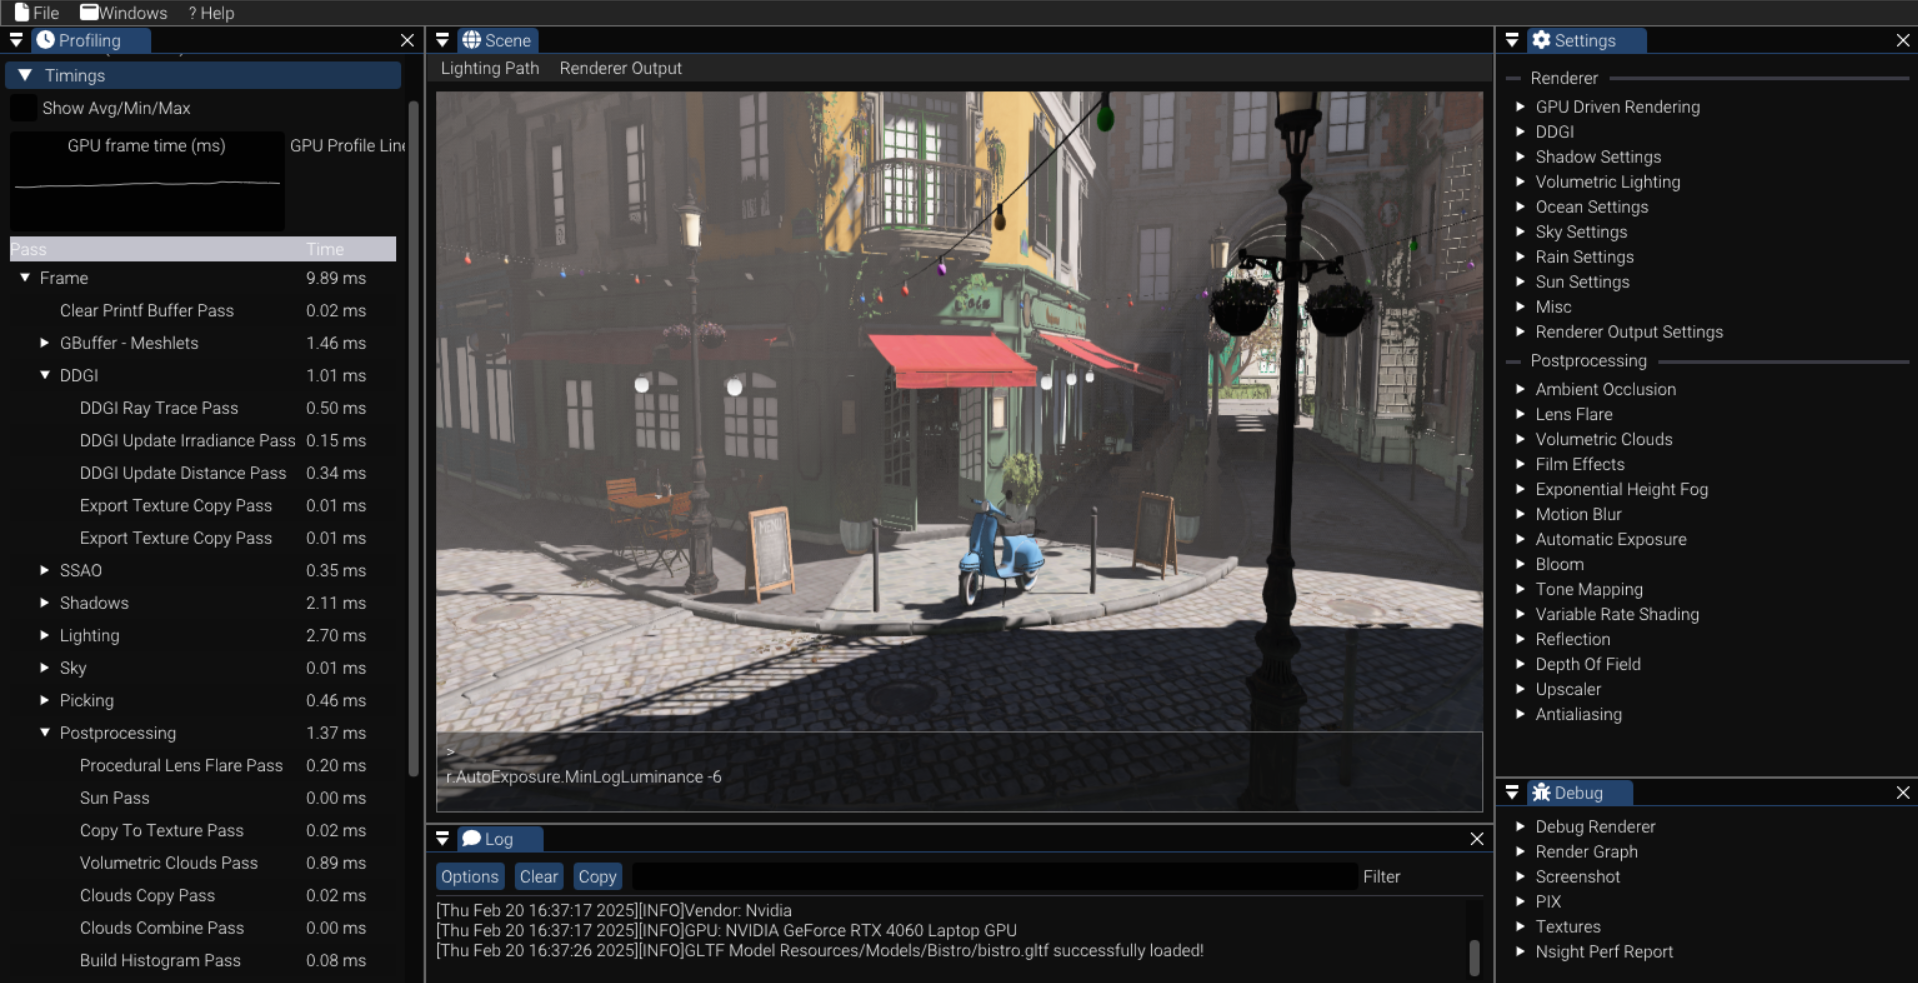 File Windows ? Help
Profiling
Timings
Show Avg/Min/Max
GPU frame time (ms) GPU Profile Line
Pass Time
Frame 9.89 ms
Clear Printf Buffer Pass 0.02 ms
GBuffer - Meshlets 1.46 ms
DDGI 1.01 ms
DDGI Ray Trace Pass 0.50 ms
DDGI Update Irradiance Pass 0.15 ms
DDGI Update Distance Pass 0.34 ms
Export Texture Copy Pass 0.01 ms
Export Texture Copy Pass 0.01 ms
SSAO 0.35 ms
Shadows 2.11 ms
Lighting 2.70 ms
Sky 0.01 ms
Picking 0.46 ms
Postprocessing 1.37 ms
Procedural Lens Flare Pass 0.20 ms
Sun Pass 0.00 ms
Copy To Texture Pass 0.02 ms
Volumetric Clouds Pass 0.89 ms
Clouds Copy Pass 0.02 ms
Clouds Combine Pass 0.00 ms
Build Histogram Pass 0.08 ms
Scene
Lighting Path Renderer Output
MENU
>
r.AutoExposure.MinLogLuminance -6
Log
Options Clear Copy Filter
[Thu Feb 20 16:37:17 2025][INFO]Vendor: Nvidia
[Thu Feb 20 16:37:17 2025][INFO]GPU: NVIDIA GeForce RTX 4060 Laptop GPU
[Thu Feb 20 16:37:26 2025][INFO]GLTF Model Resources/Models/Bistro/bistro.gltf successfully loaded!
Settings
Renderer
GPU Driven Rendering
DDGI
Shadow Settings
Volumetric Lighting
Ocean Settings
Sky Settings
Rain Settings
Sun Settings
Misc
Renderer Output Settings
Postprocessing
Ambient Occlusion
Lens Flare
Volumetric Clouds
Film Effects
Exponential Height Fog
Motion Blur
Automatic Exposure
Bloom
Tone Mapping
Variable Rate Shading
Reflection
Depth Of Field
Upscaler
Antialiasing
Debug
Debug Renderer
Render Graph
Screenshot
PIX
Textures
Nsight Perf Report